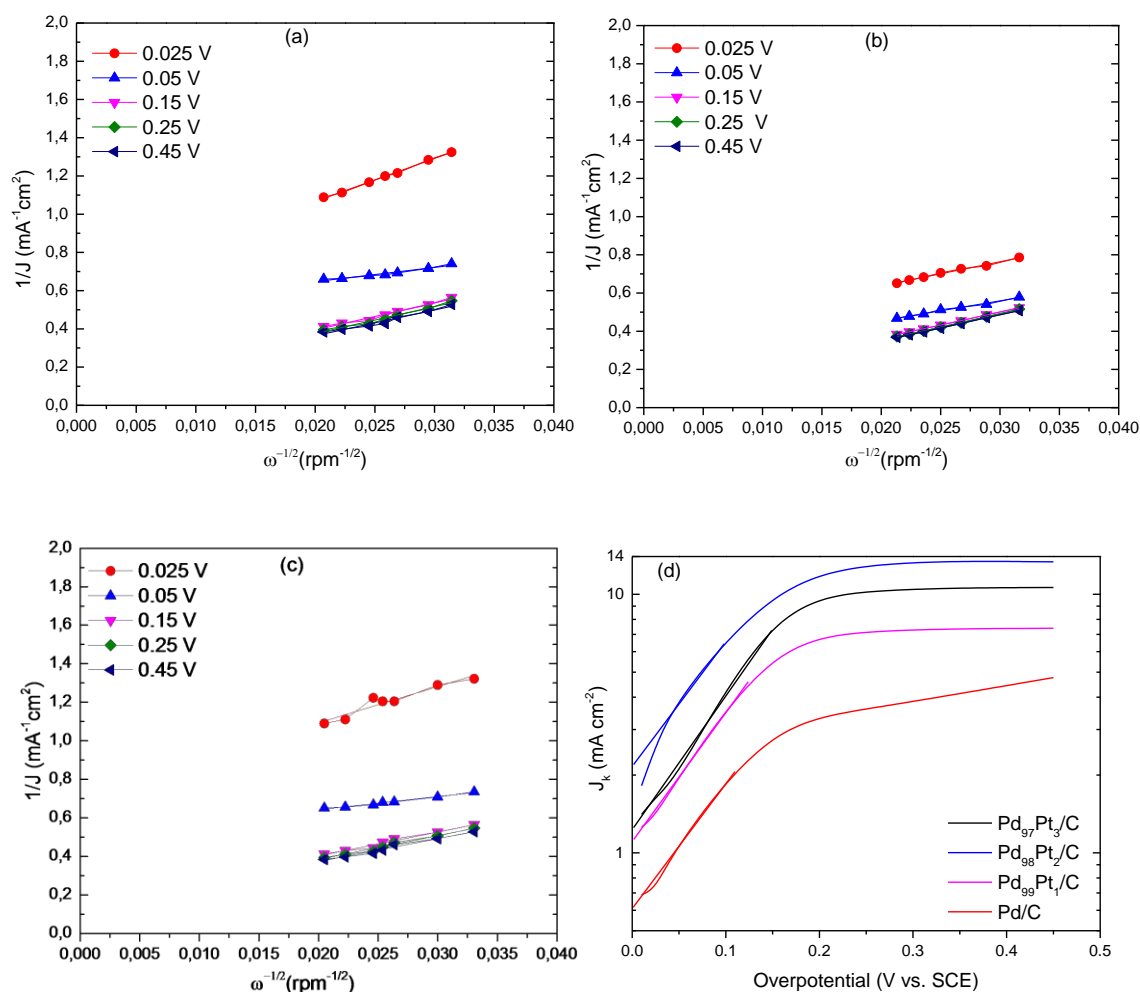 (a)
0.025 V
0.05 V
0.15 V
0.25 V
0.45 V
2,0
1,8
1,6
1,4
1,2
1,0
0,8
0,6
0,4
0,2
0,0
1/J (mA⁻¹cm²)
0,000 0,005 0,010 0,015 0,020 0,025 0,030 0,035 0,040
ω⁻¹/²(rpm⁻¹/²)
(b)
0.025 V
0.05 V
0.15 V
0.25 V
0.45 V
2,0
1,8
1,6
1,4
1,2
1,0
0,8
0,6
0,4
0,2
0,0
1/J (mA⁻¹cm²)
0,000 0,005 0,010 0,015 0,020 0,025 0,030 0,035 0,040
ω⁻¹/²(rpm⁻¹/²)
(c)
0.025 V
0.05 V
0.15 V
0.25 V
0.45 V
2,0
1,8
1,6
1,4
1,2
1,0
0,8
0,6
0,4
0,2
0,0
1/J (mA⁻¹cm²)
0,000 0,005 0,010 0,015 0,020 0,025 0,030 0,035 0,040
ω⁻¹/²(rpm⁻¹/²)
(d)
14
10
1
Jₖ (mA cm⁻²)
Pd₉₇Pt₃/C
Pd₉₈Pt₂/C
Pd₉₉Pt₁/C
Pd/C
0.0 0.1 0.2 0.3 0.4 0.5
Overpotential (V vs. SCE)